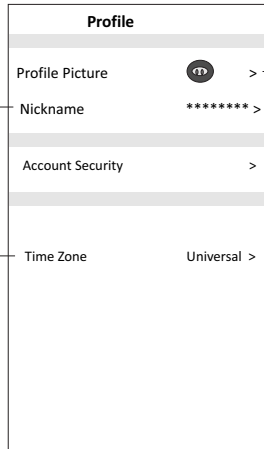 Profile
Profile Picture >
Nickname ******** >
Account Security >
Time Zone Universal >